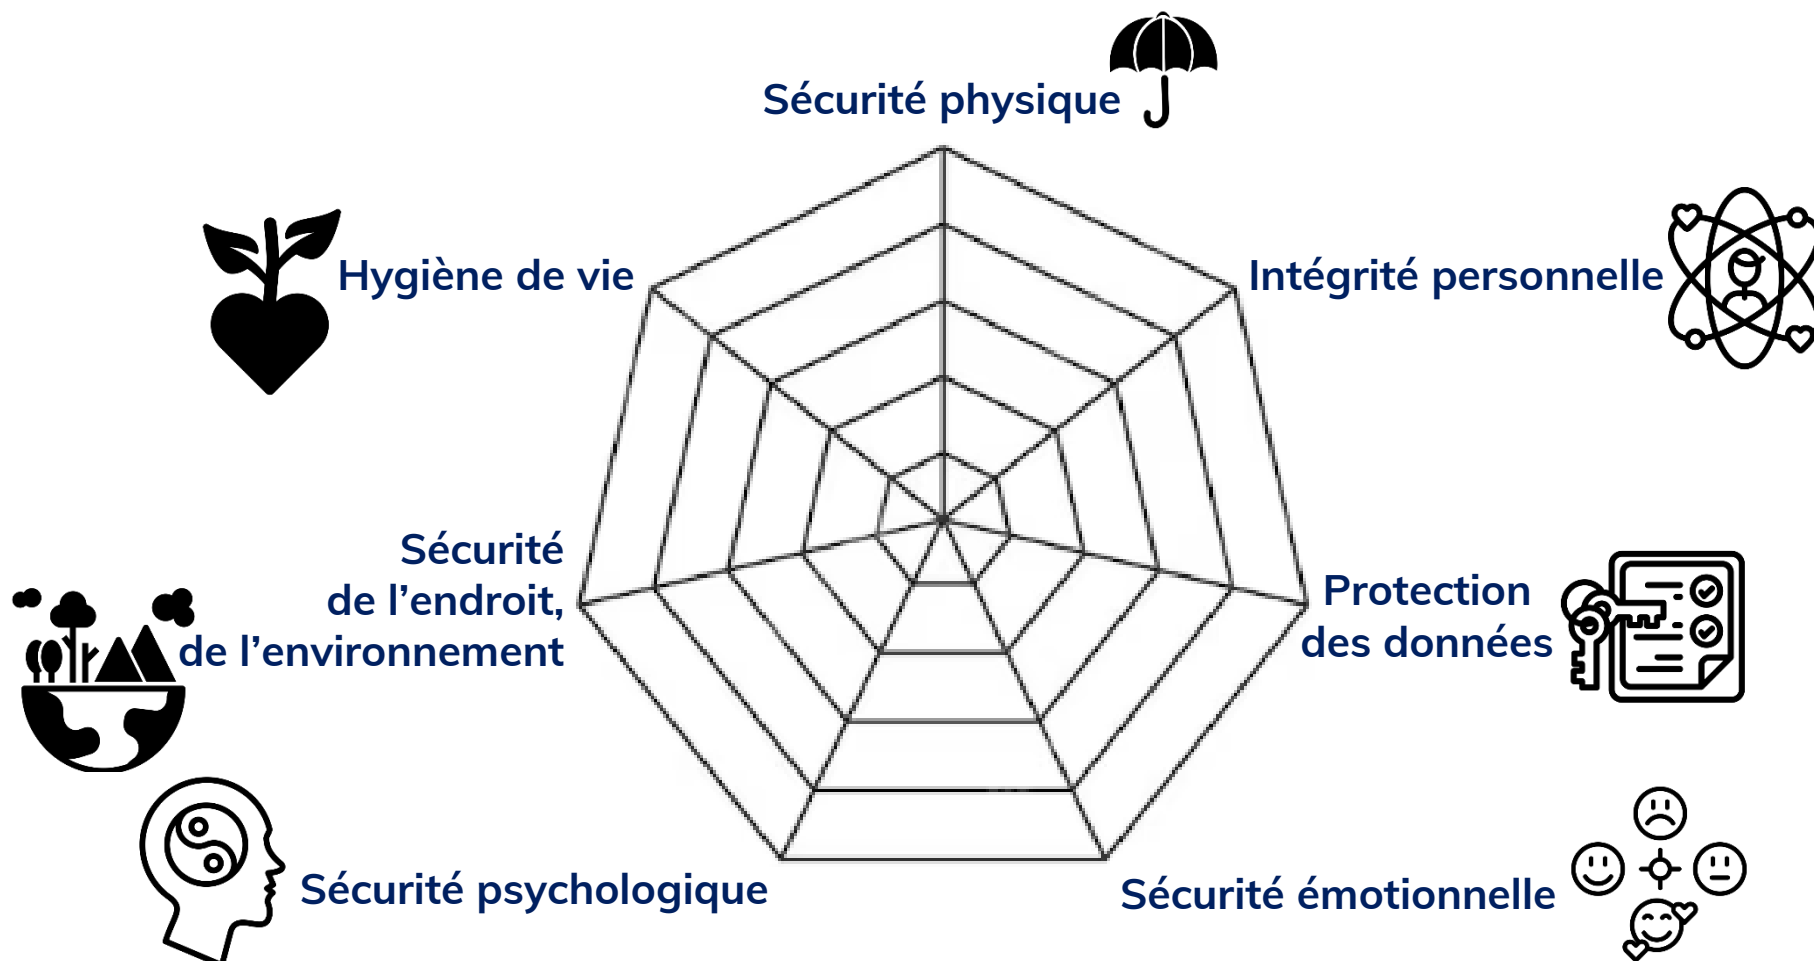 Sécurité physique
Hygiène de vie
Intégrité personnelle
Sécurité
de l’endroit,
de l’environnement
Protection
des données
Sécurité psychologique
Sécurité émotionnelle